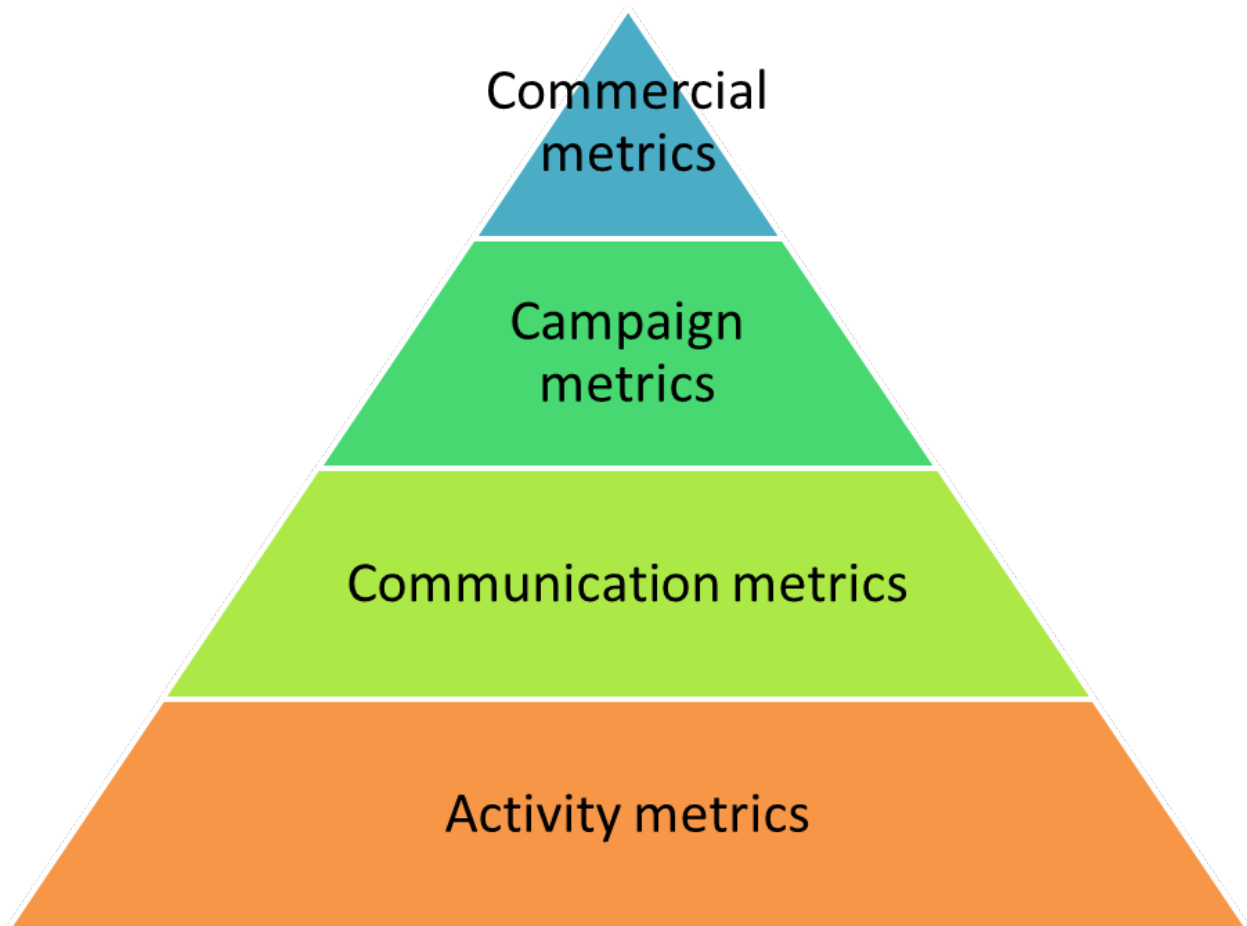 Commercial
metrics
Campaign
metrics
Communication metrics
Activity metrics